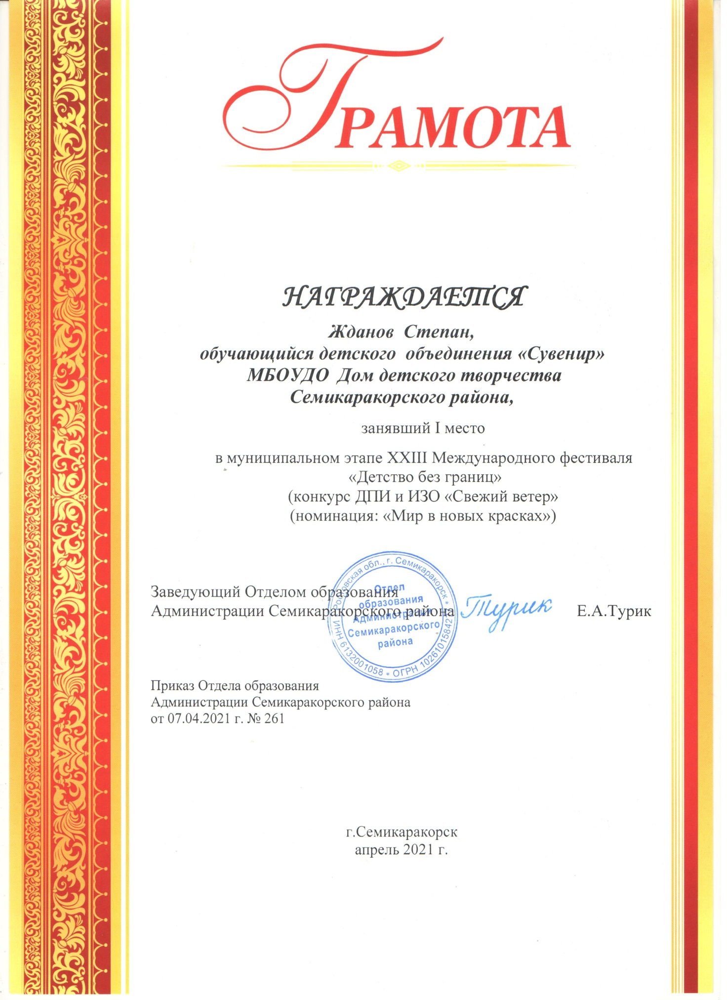 ГРАМОТА
НАГРАЖДАЕТСЯ
Жданов Степан,
обучающийся детского объединения «Сувенир»
МБОУДО Дом детского творчества
Семикаракорского района,
занявший I место
в муниципальном этапе XXIII Международного фестиваля
«Детство без границ»
(конкурс ДПИ и ИЗО «Свежий ветер»
(номинация: «Мир в новых красках»)
Заведующий Отделом образования
Администрации Семикаракорского района Турик Е.А.Турик
Ростовская обл., г. Семикаракорск *
ИНН 6132001058 * ОГРН
Отдел
образования
Администрации
Семикаракорского
района
Приказ Отдела образования
Администрации Семикаракорского района
от 07.04.2021 г. № 261
г.Семикаракорск
апрель 2021 г.